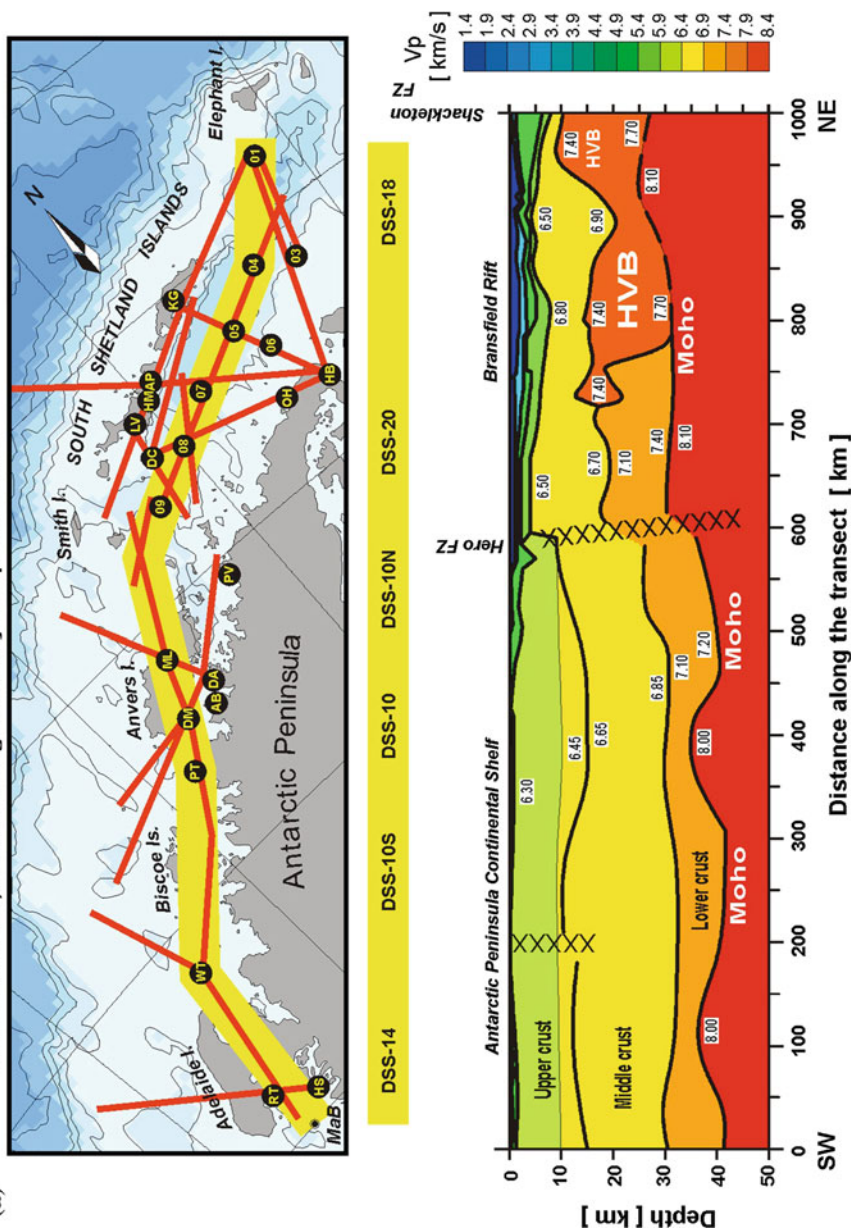 (a)
N
SOUTH SHETLAND ISLANDS
Elephant I.
Smith I.
Anvers I.
Biscoe Is.
Adelaide I.
Antarctic Peninsula
MaB
HS
RT
WT
PT
DM
AB
DA
ML
PV
09
08
DC
LV
HM
AP
07
OH
HB
06
05
KG
04
03
01
DSS-14
DSS-10S
DSS-10
DSS-10N
DSS-20
DSS-18
Antarctic Peninsula Continental Shelf
Hero FZ
Bransfield Rift
Shackleton
FZ
Vp
[ km/s ]
1.4
1.9
2.4
2.9
3.4
4.9
5.4
5.9
6.4
6.9
7.4
7.9
8.4
Upper crust
Middle crust
Lower crust
Moho
Moho
Moho
HVB
HVB
6.30
6.45
6.65
6.85
7.10
7.20
8.00
8.00
6.50
6.70
7.10
7.40
8.10
7.40
6.80
7.40
7.70
6.50
6.90
7.40
7.70
8.10
0
10
20
30
40
50
Depth [ km ]
0
100
200
300
400
500
600
700
800
900
1000
SW
NE
Distance along the transect [ km ]